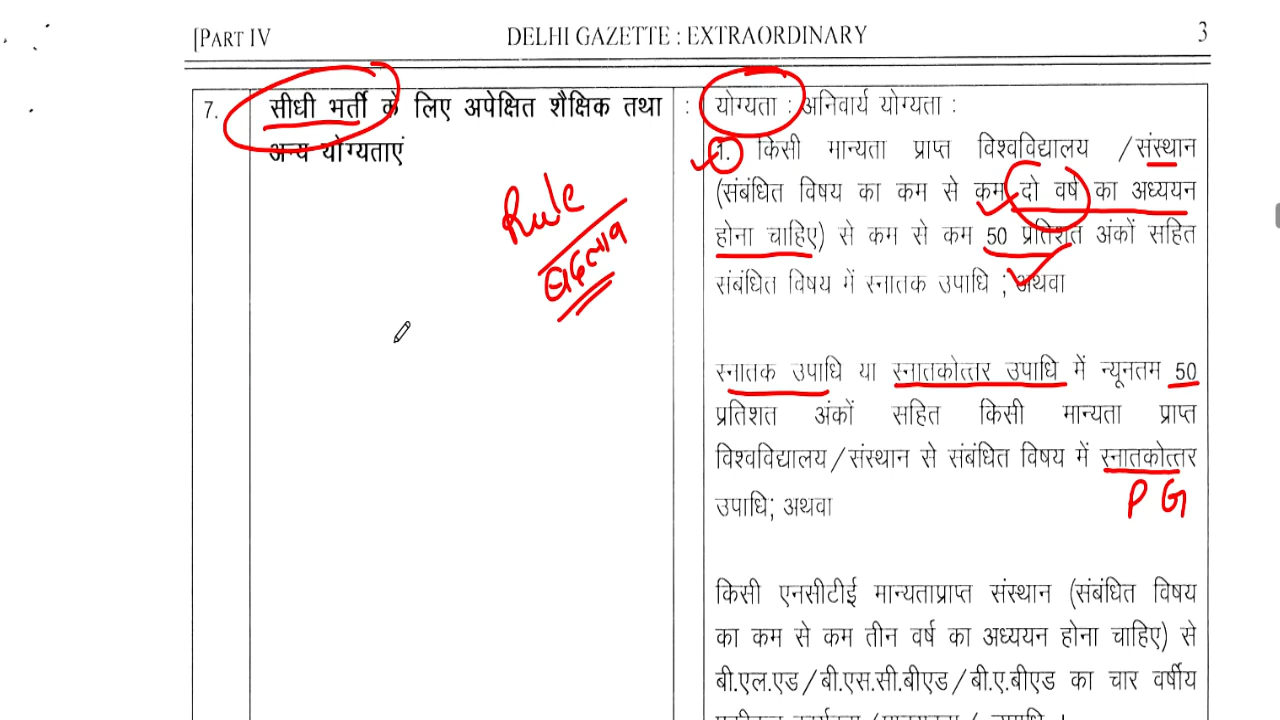 [PART IV DELHI GAZETTE : EXTRAORDINARY 3
7. सीधी भर्ती के लिए अपेक्षित शैक्षिक तथा
अन्य योग्यताएं
: योग्यता : अनिवार्य योग्यता :
1. किसी मान्यता प्राप्त विश्वविद्यालय /संस्थान
(संबंधित विषय का कम से कम दो वर्ष का अध्ययन
होना चाहिए) से कम से कम 50 प्रतिशत अंकों सहित
संबंधित विषय में स्नातक उपाधि ; अथवा
Rule
बदलाव
स्नातक उपाधि या स्नातकोत्तर उपाधि में न्यूनतम 50
प्रतिशत अंकों सहित किसी मान्यता प्राप्त
विश्वविद्यालय/संस्थान से संबंधित विषय में स्नातकोत्तर
उपाधि; अथवा
PG
किसी एनसीटीई मान्यताप्राप्त संस्थान (संबंधित विषय
का कम से कम तीन वर्ष का अध्ययन होना चाहिए) से
बी.एल.एड/बी.एस.सी.बीएड/बी.ए.बीएड का चार वर्षीय